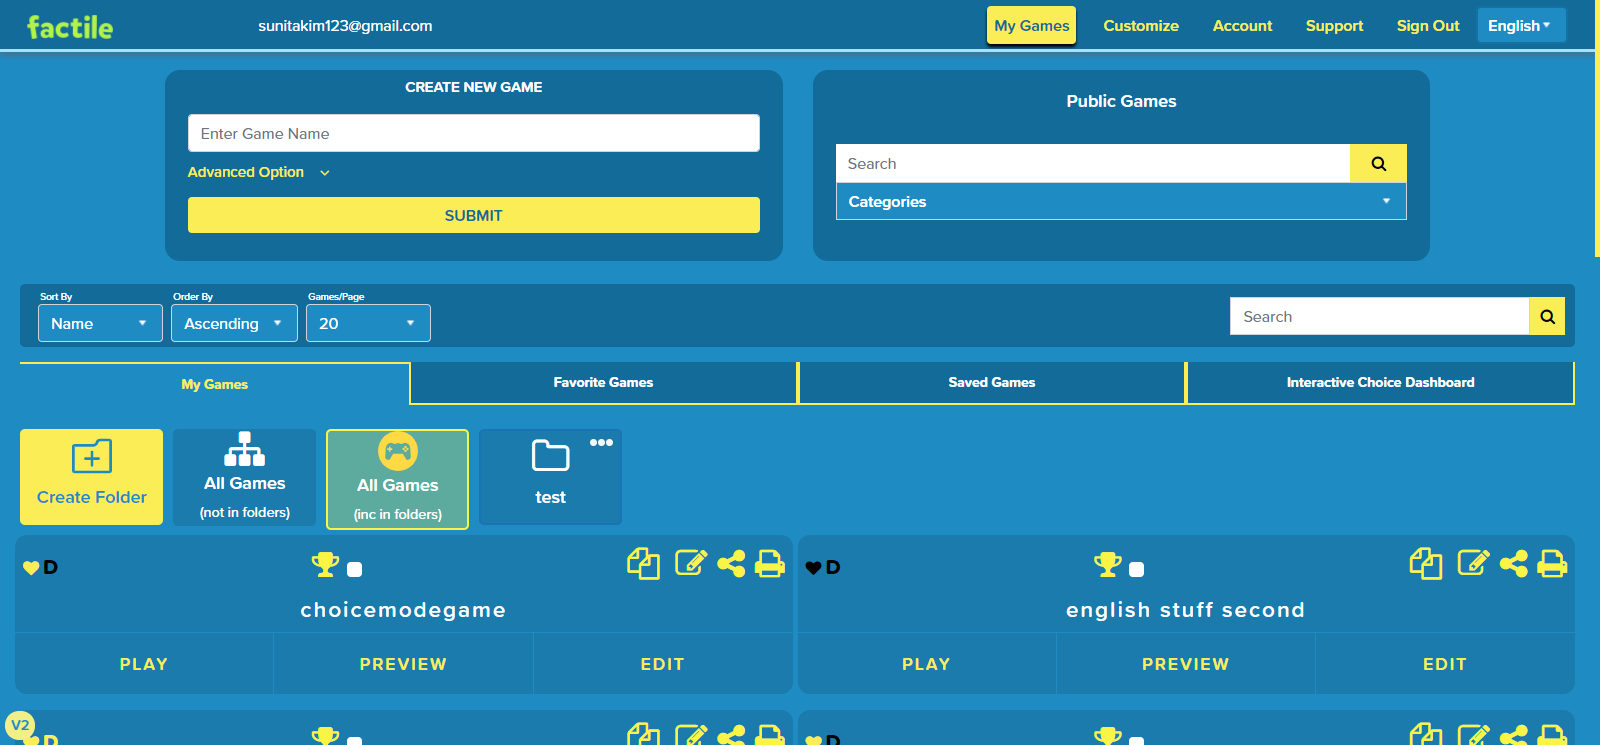 factile sunitakim123@gmail.com My Games Customize Account Support Sign Out English
CREATE NEW GAME
Enter Game Name
Advanced Option
SUBMIT
Public Games
Search
Categories
Sort By Order By Games/Page
Name Ascending 20 Search
My Games Favorite Games Saved Games Interactive Choice Dashboard
Create Folder
All Games
(not in folders)
All Games
(inc in folders)
test
D
choicemodegame
PLAY PREVIEW EDIT
D
english stuff second
PLAY PREVIEW EDIT
V2
D
D